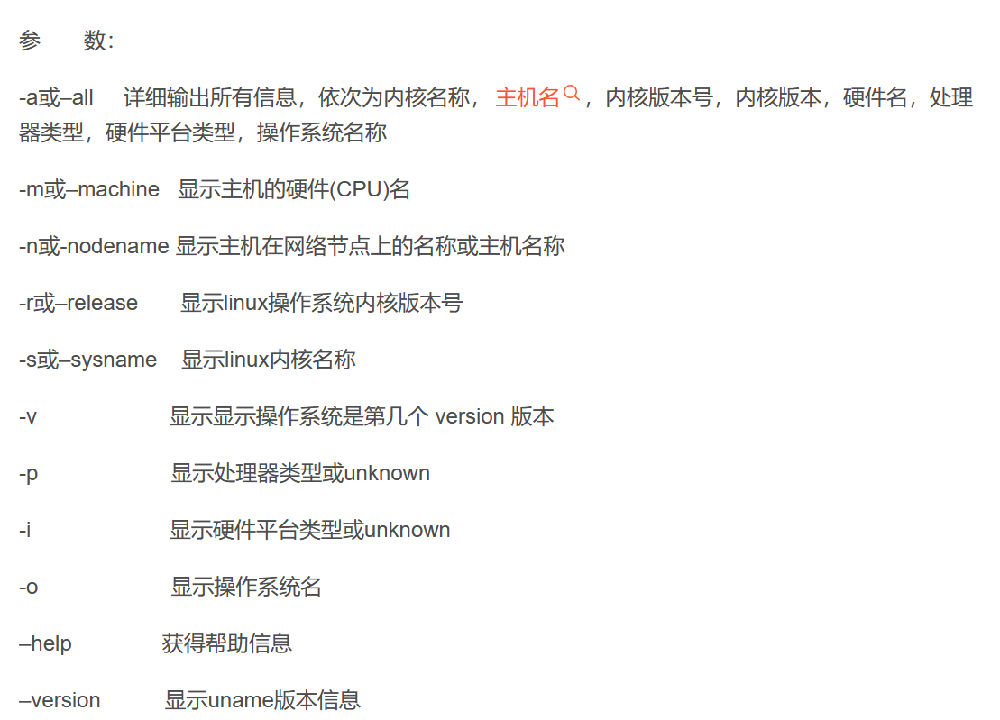 参　　数：
-a或–all 详细输出所有信息，依次为内核名称， 主机名 ，内核版本号，内核版本，硬件名，处理
器类型，硬件平台类型，操作系统名称
-m或–machine 显示主机的硬件(CPU)名
-n或-nodename 显示主机在网络节点上的名称或主机名称
-r或–release 显示linux操作系统内核版本号
-s或–sysname 显示linux内核名称
-v 显示显示操作系统是第几个 version 版本
-p 显示处理器类型或unknown
-i 显示硬件平台类型或unknown
-o 显示操作系统名
–help 获得帮助信息
–version 显示uname版本信息